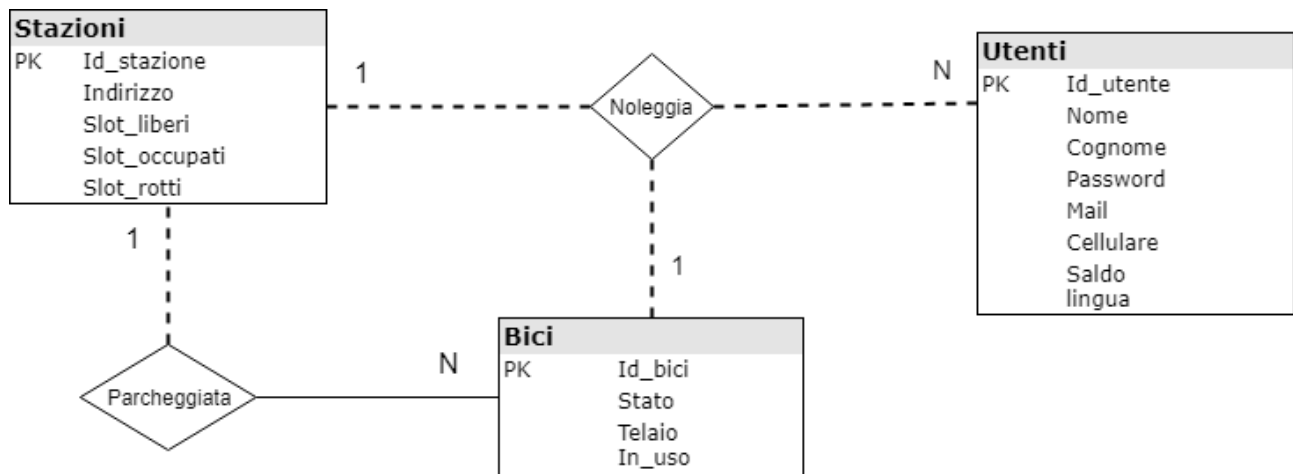 Stazioni
PK Id_stazione
Indirizzo
Slot_liberi
Slot_occupati
Slot_rotti
1
Noleggia
N
Utenti
PK Id_utente
Nome
Cognome
Password
Mail
Cellulare
Saldo
lingua
1
1
Parcheggiata
N
Bici
PK Id_bici
Stato
Telaio
In_uso